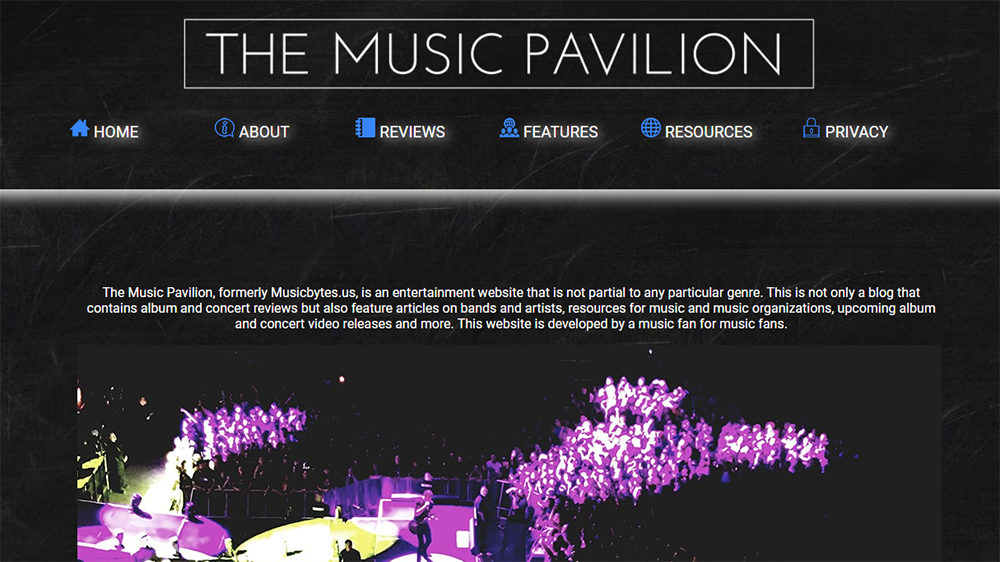 THE MUSIC PAVILION
HOME ABOUT REVIEWS FEATURES RESOURCES PRIVACY
The Music Pavilion, formerly Musicbytes.us, is an entertainment website that is not partial to any particular genre. This is not only a blog that
contains album and concert reviews but also feature articles on bands and artists, resources for music and music organizations, upcoming album
and concert video releases and more. This website is developed by a music fan for music fans.